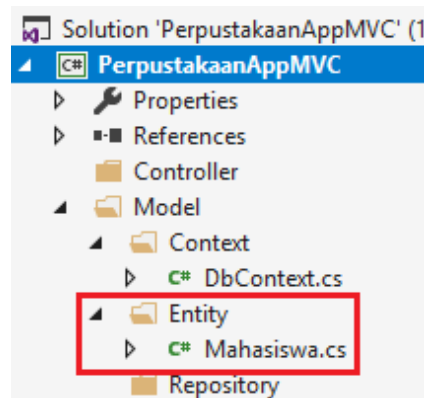 Solution 'PerpustakaanAppMVC' (1
C# PerpustakaanAppMVC
Properties
References
Controller
Model
Context
C# DbContext.cs
Entity
C# Mahasiswa.cs
Repository